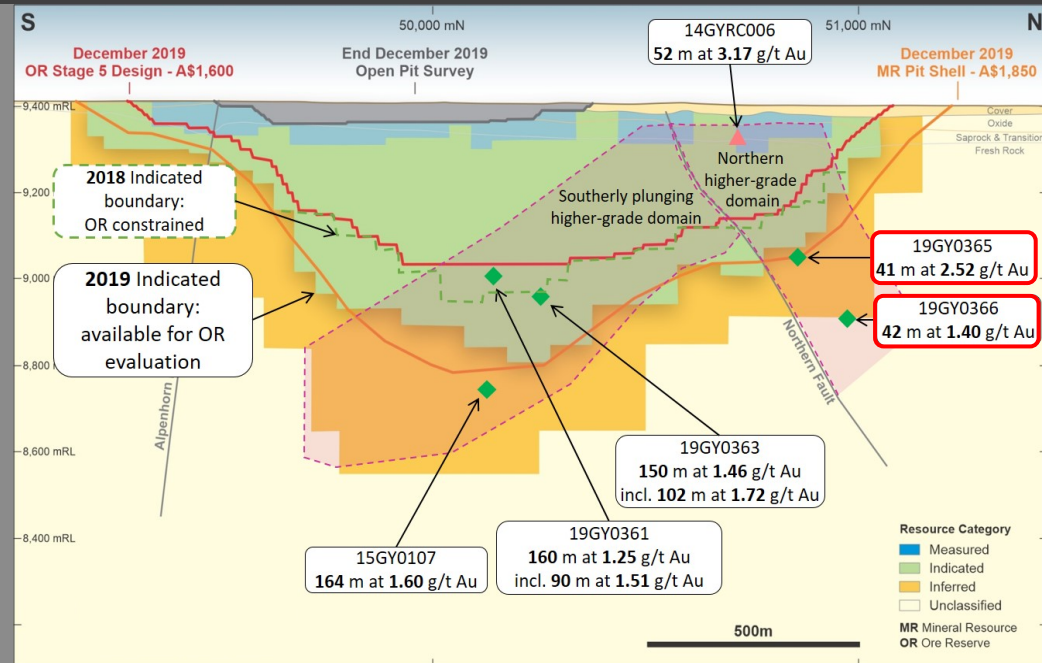 S
50,000 mN
51,000 mN
N
14GYRC006
52 m at 3.17 g/t Au
December 2019
OR Stage 5 Design - A$1,600
End December 2019
Open Pit Survey
December 2019
MR Pit Shell - A$1,850
9,400 mRL
Cover
Oxide
Saprock & Transition
Fresh Rock
2018 Indicated
boundary:
OR constrained
9,200
Southerly plunging
higher-grade domain
Northern
higher-grade
domain
19GY0365
41 m at 2.52 g/t Au
2019 Indicated
boundary:
available for OR
evaluation
9,000
19GY0366
42 m at 1.40 g/t Au
8,800
Northern Fault
Alpenhorn
8,600 mRL
19GY0363
150 m at 1.46 g/t Au
incl. 102 m at 1.72 g/t Au
8,400 mRL
15GY0107
164 m at 1.60 g/t Au
19GY0361
160 m at 1.25 g/t Au
incl. 90 m at 1.51 g/t Au
Resource Category
Measured
Indicated
Inferred
Unclassified
MR Mineral Resource
OR Ore Reserve
500m